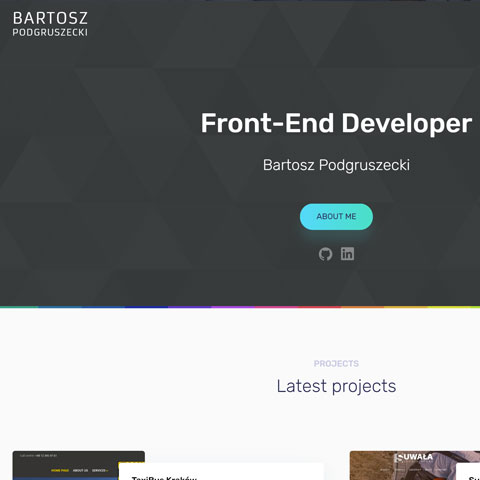 BARTOSZ
PODGRUSZECKI
Front-End Developer
Bartosz Podgruszecki
ABOUT ME
PROJECTS
Latest projects
HOME PAGE ABOUT US SERVICES
SUWAŁA
TaxiBus Kraków